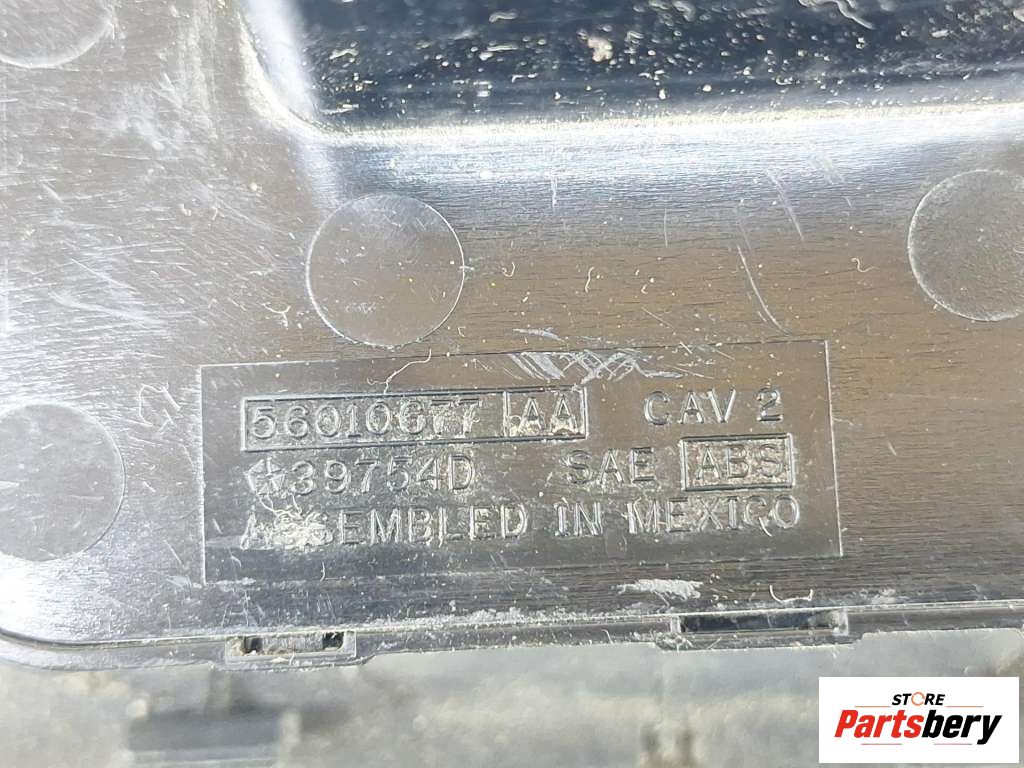 56010677 AA CAV 2
39754D SAE ABS
ASSEMBLED IN MEXICO
STORE
Partsbery